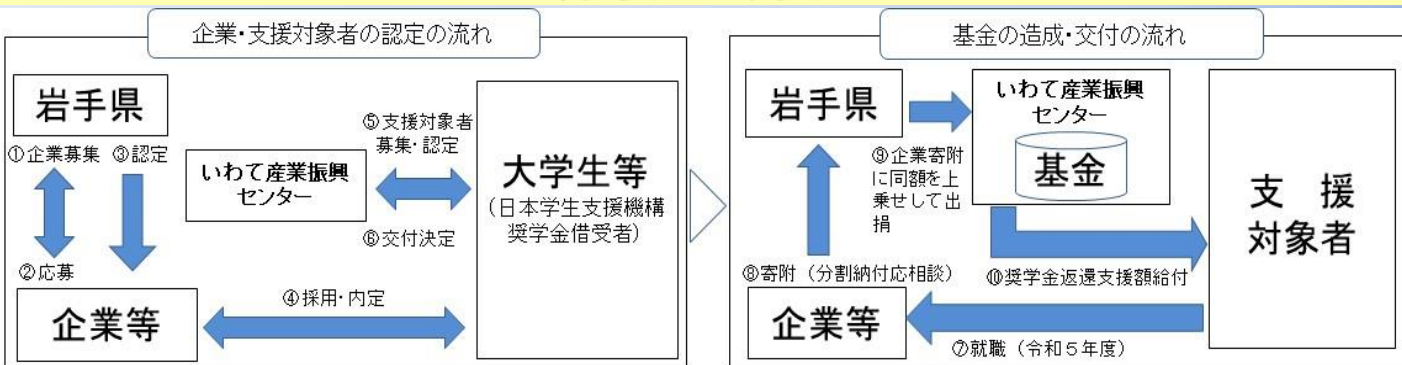 企業・支援対象者の認定の流れ
岩手県
①企業募集 ③認定
②応募
企業等
いわて産業振興
センター
⑤支援対象者
募集・認定
⑥交付決定
④採用・内定
大学生等
（日本学生支援機構
奨学金借受者）
基金の造成・交付の流れ
岩手県
いわて産業振興
センター
基金
⑨企業寄附
に同額を上
乗せして出
捐
⑧寄附（分割納付応相談）
企業等
⑩奨学金返還支援額給付
⑦就職（令和５年度）
支　援
対象者